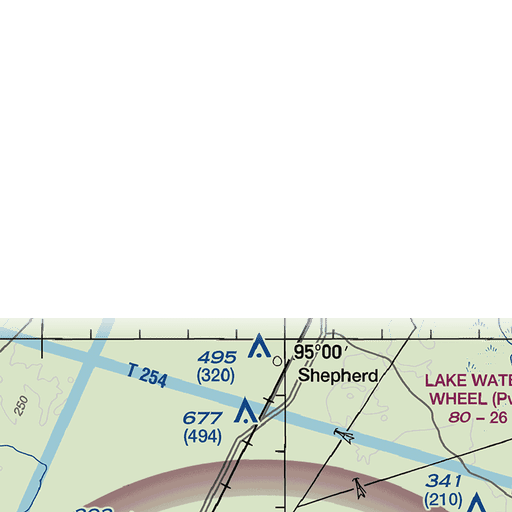 495
(320)
95°00'
Shepherd
T 254
LAKE WATE
WHEEL (Pv
80 – 26
250
677
(494)
341
(210)